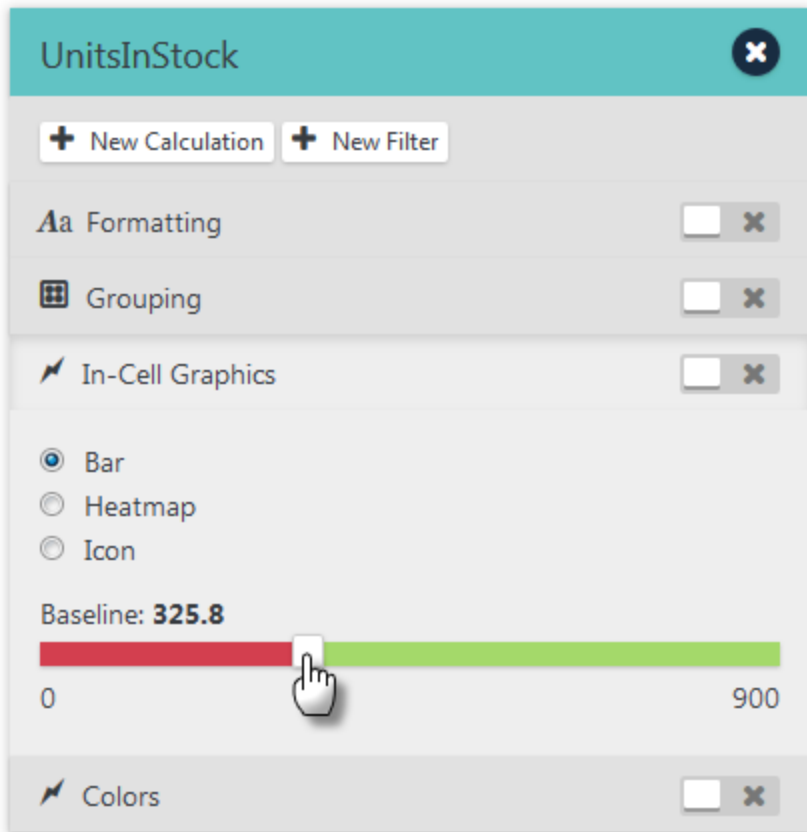 UnitsInStock
New Calculation New Filter
Aa Formatting
Grouping
In-Cell Graphics
Bar
Heatmap
Icon
Baseline: 325.8
0 900
Colors